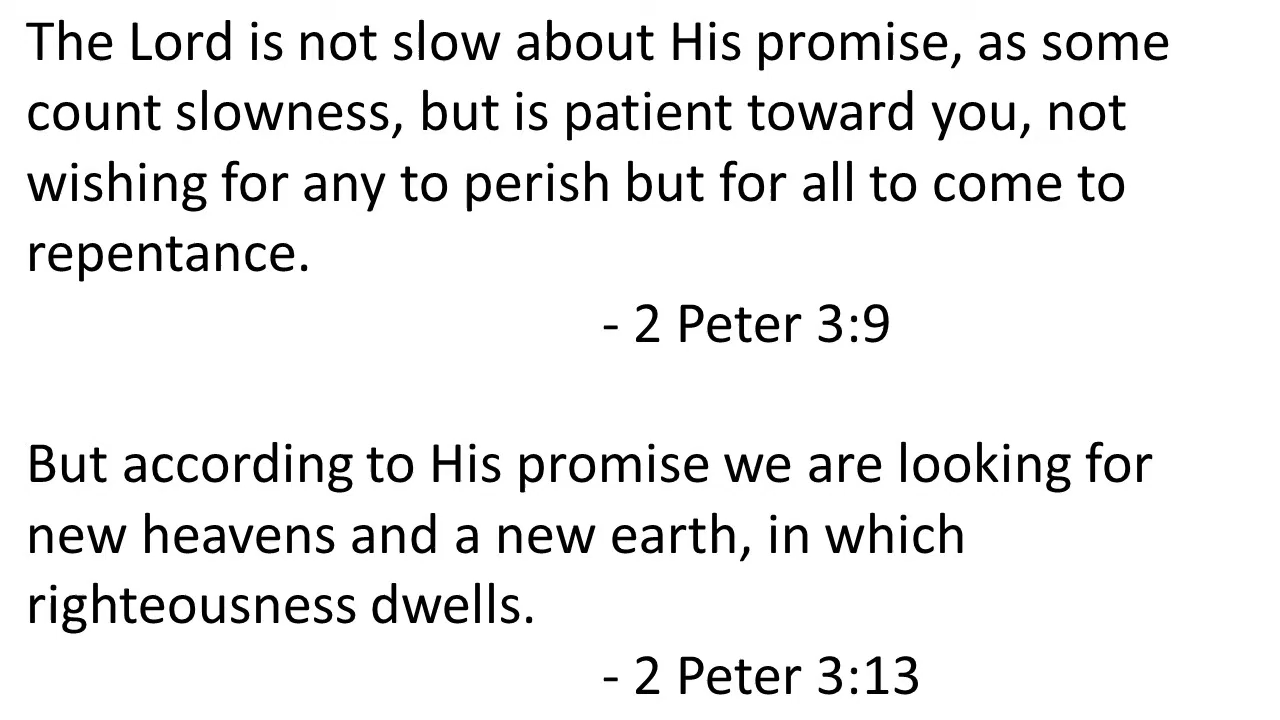 The Lord is not slow about His promise, as some
count slowness, but is patient toward you, not
wishing for any to perish but for all to come to
repentance.
- 2 Peter 3:9
But according to His promise we are looking for
new heavens and a new earth, in which
righteousness dwells.
- 2 Peter 3:13